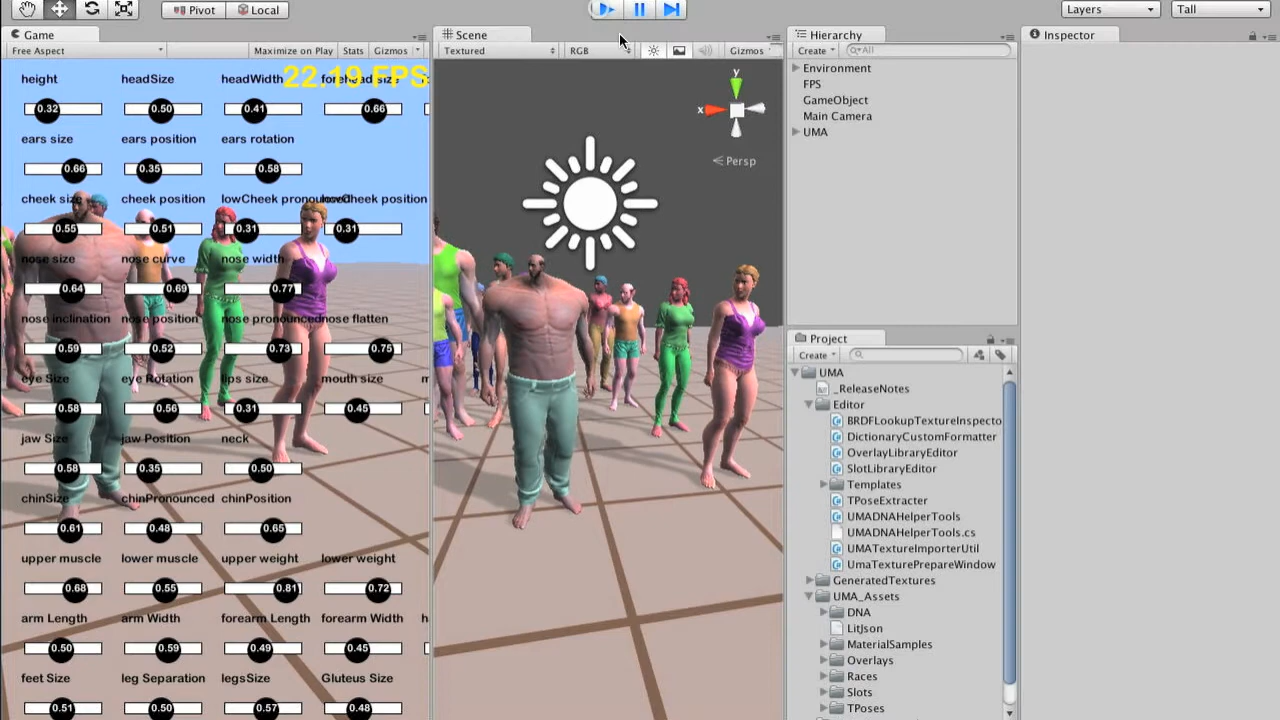 Pivot Local Layers Tall
Game Scene Hierarchy Inspector
Free Aspect Maximize on Play Stats Gizmos Textured RGB Gizmos Create All
height headSize headWidth forehead size
22.19 FPS
0.32 0.50 0.41 0.66
ears size ears position ears rotation
0.66 0.35 0.58
cheek size cheek position lowCheek pronounced lowCheek position
0.55 0.51 0.31 0.31
nose size nose curve nose width
0.64 0.69 0.77
nose inclination nose position nose pronounced nose flatten
0.59 0.52 0.73 0.75
eye Size eye Rotation lips size mouth size
0.58 0.56 0.31 0.45
jaw Size jaw Position neck
0.58 0.35 0.50
chinSize chinPronounced chinPosition
0.61 0.48 0.65
upper muscle lower muscle upper weight lower weight
0.68 0.55 0.81 0.72
arm Length arm Width forearm Length forearm Width
0.50 0.59 0.49 0.45
feet Size leg Separation legsSize Gluteus Size
0.51 0.50 0.57 0.48
y
x
Persp
Environment
FPS
GameObject
Main Camera
UMA
Project
Create
UMA
_ReleaseNotes
Editor
BRDFLookupTextureInspecto
DictionaryCustomFormatter
OverlayLibraryEditor
SlotLibraryEditor
Templates
TPoseExtracter
UMADNAHelperTools
UMADNAHelperTools.cs
UMATextureImporterUtil
UmaTexturePrepareWindow
GeneratedTextures
UMA_Assets
DNA
LitJson
MaterialSamples
Overlays
Races
Slots
TPoses